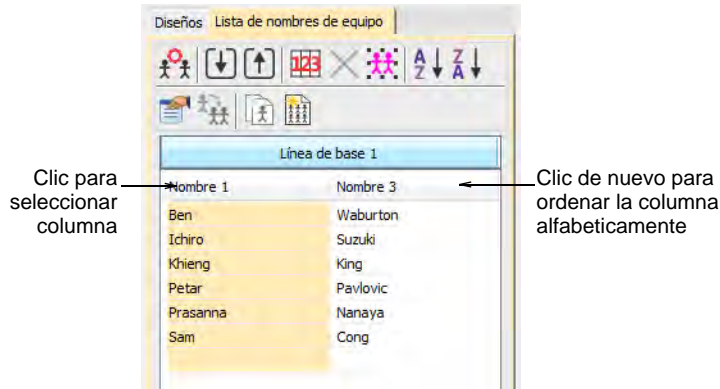 Diseños Lista de nombres de equipo
123 A Z Z A
Línea de base 1
Clic para seleccionar columna
Nombre 1 Nombre 3
Clic de nuevo para ordenar la columna alfabeticamente
Ben Waburton
Ichiro Suzuki
Khieng King
Petar Pavlovic
Prasanna Nanaya
Sam Cong